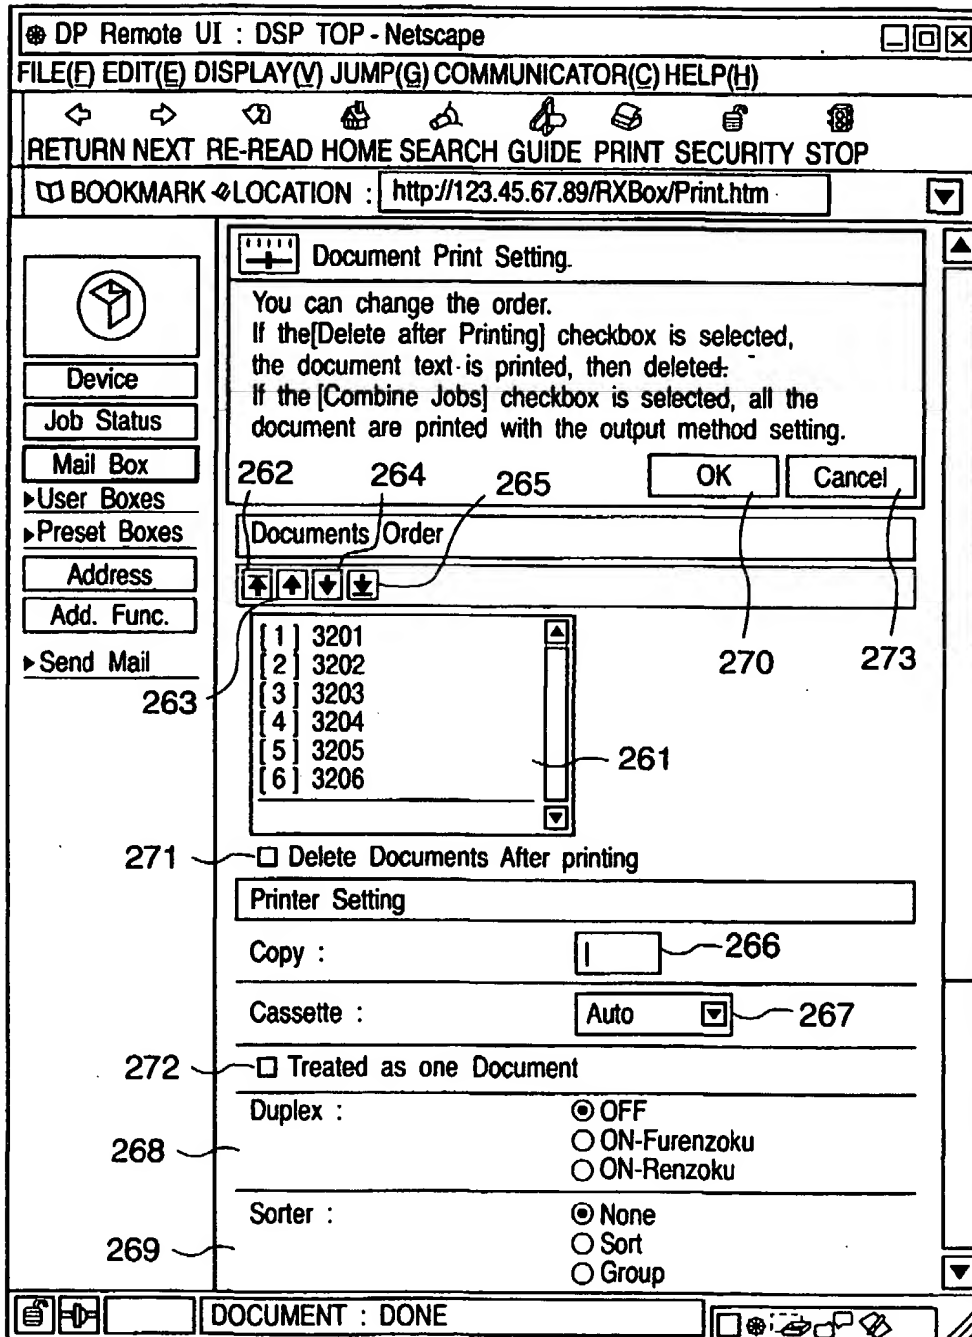 DP Remote UI : DSP TOP - Netscape
FILE(F) EDIT(E) DISPLAY(V) JUMP(G) COMMUNICATOR(C) HELP(H)
RETURN NEXT RE-READ HOME SEARCH GUIDE PRINT SECURITY STOP
BOOKMARK LOCATION : http://123.45.67.89/RXBox/Print.htm
Device
Job Status
Mail Box
▶User Boxes
▶Preset Boxes
Address
Add. Func.
▶Send Mail
Document Print Setting.
You can change the order.
If the[Delete after Printing] checkbox is selected,
the document text is printed, then deleted.
If the [Combine Jobs] checkbox is selected, all the
document are printed with the output method setting.
OK Cancel
262 264 265
Documents Order
270 273
263
[ 1 ] 3201
[ 2 ] 3202
[ 3 ] 3203
[ 4 ] 3204
[ 5 ] 3205
[ 6 ] 3206
261
271 Delete Documents After printing
Printer Setting
Copy : 266
Cassette : Auto 267
272 Treated as one Document
Duplex : OFF
ON-Furenzoku
ON-Renzoku
268
Sorter : None
Sort
Group
269
DOCUMENT : DONE